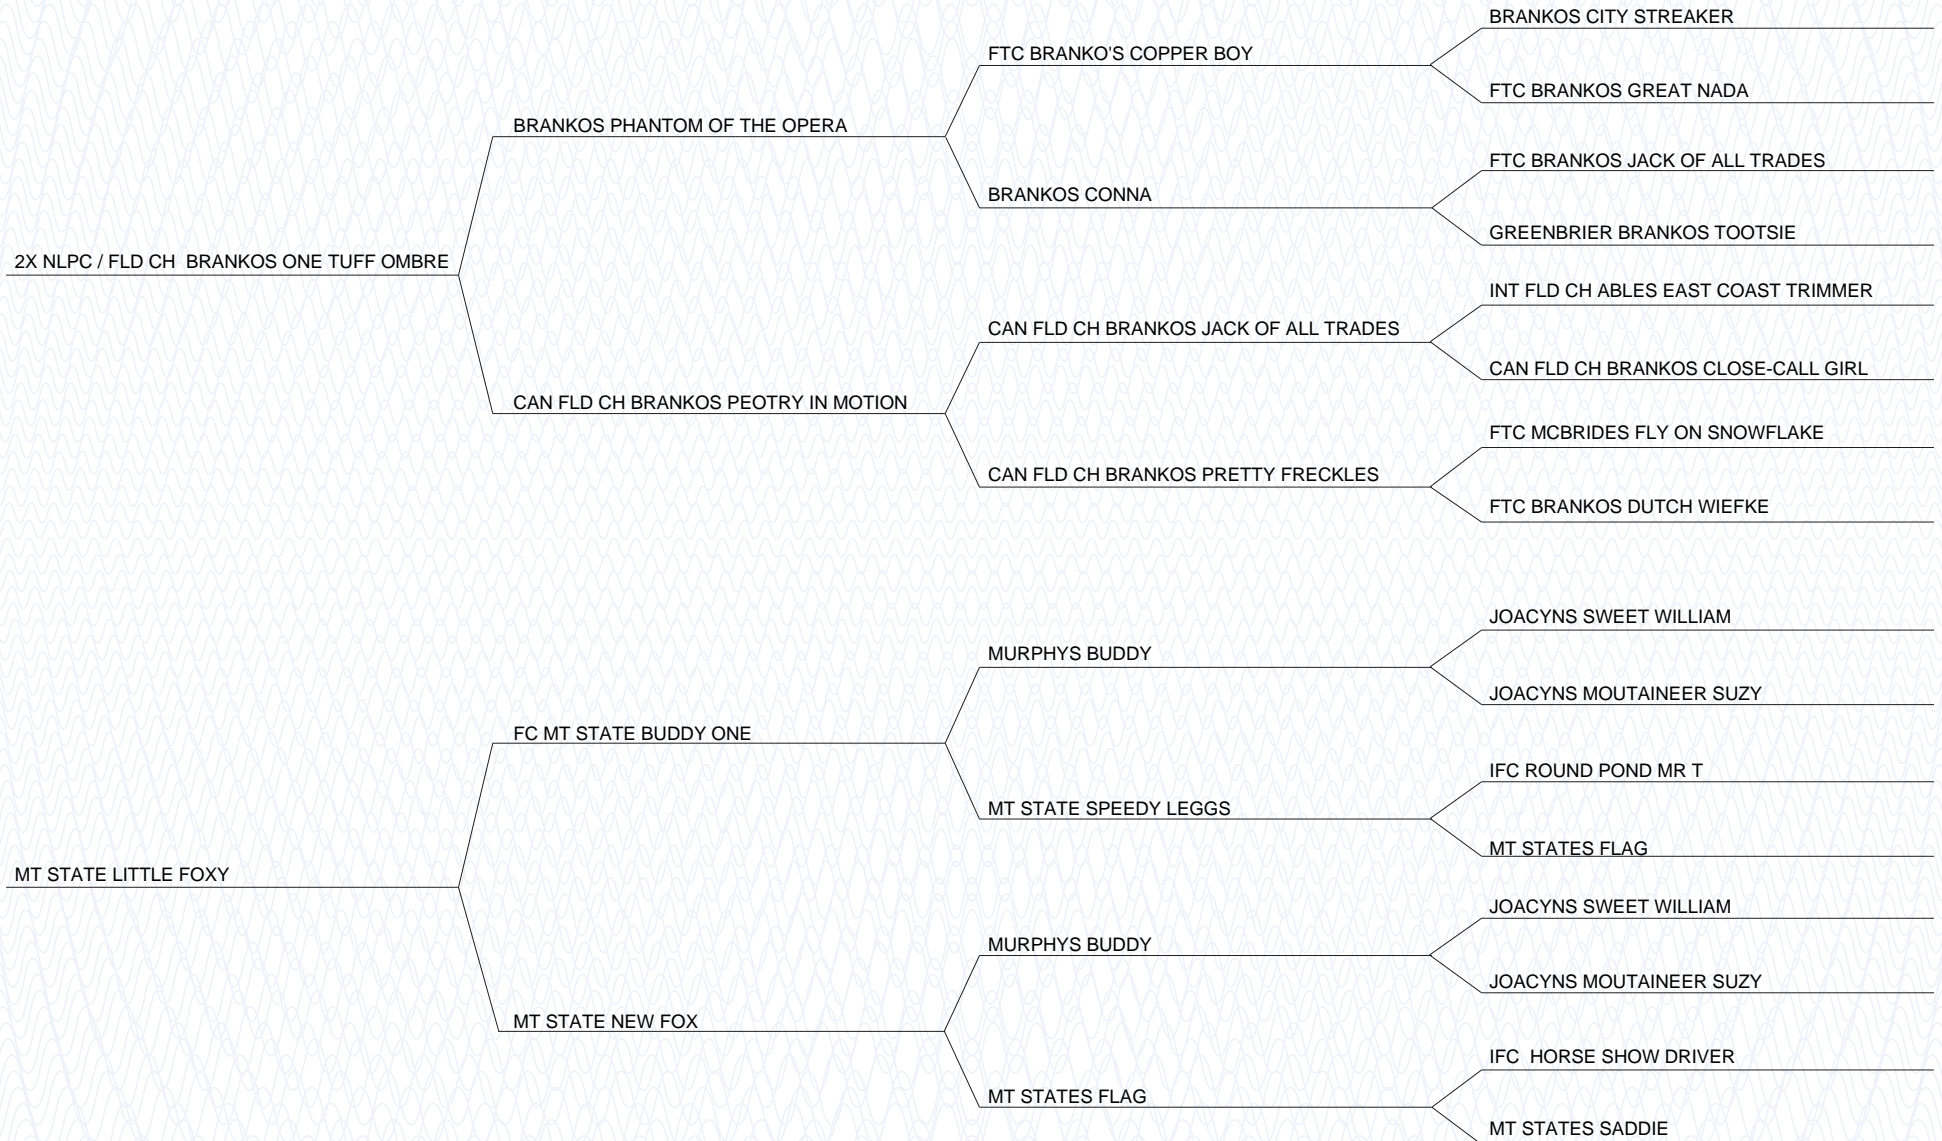 BRANKOS CITY STREAKER
FTC BRANKO'S COPPER BOY
FTC BRANKOS GREAT NADA
BRANKOS PHANTOM OF THE OPERA
FTC BRANKOS JACK OF ALL TRADES
BRANKOS CONNA
GREENBRIER BRANKOS TOOTSIE
2X NLPC / FLD CH  BRANKOS ONE TUFF OMBRE
INT FLD CH ABLES EAST COAST TRIMMER
CAN FLD CH BRANKOS JACK OF ALL TRADES
CAN FLD CH BRANKOS CLOSE-CALL GIRL
CAN FLD CH BRANKOS PEOTRY IN MOTION
FTC MCBRIDES FLY ON SNOWFLAKE
CAN FLD CH BRANKOS PRETTY FRECKLES
FTC BRANKOS DUTCH WIEFKE
JOACYNS SWEET WILLIAM
MURPHYS BUDDY
JOACYNS MOUTAINEER SUZY
FC MT STATE BUDDY ONE
IFC ROUND POND MR T
MT STATE SPEEDY LEGGS
MT STATES FLAG
MT STATE LITTLE FOXY
JOACYNS SWEET WILLIAM
MURPHYS BUDDY
JOACYNS MOUTAINEER SUZY
MT STATE NEW FOX
IFC  HORSE SHOW DRIVER
MT STATES FLAG
MT STATES SADDIE